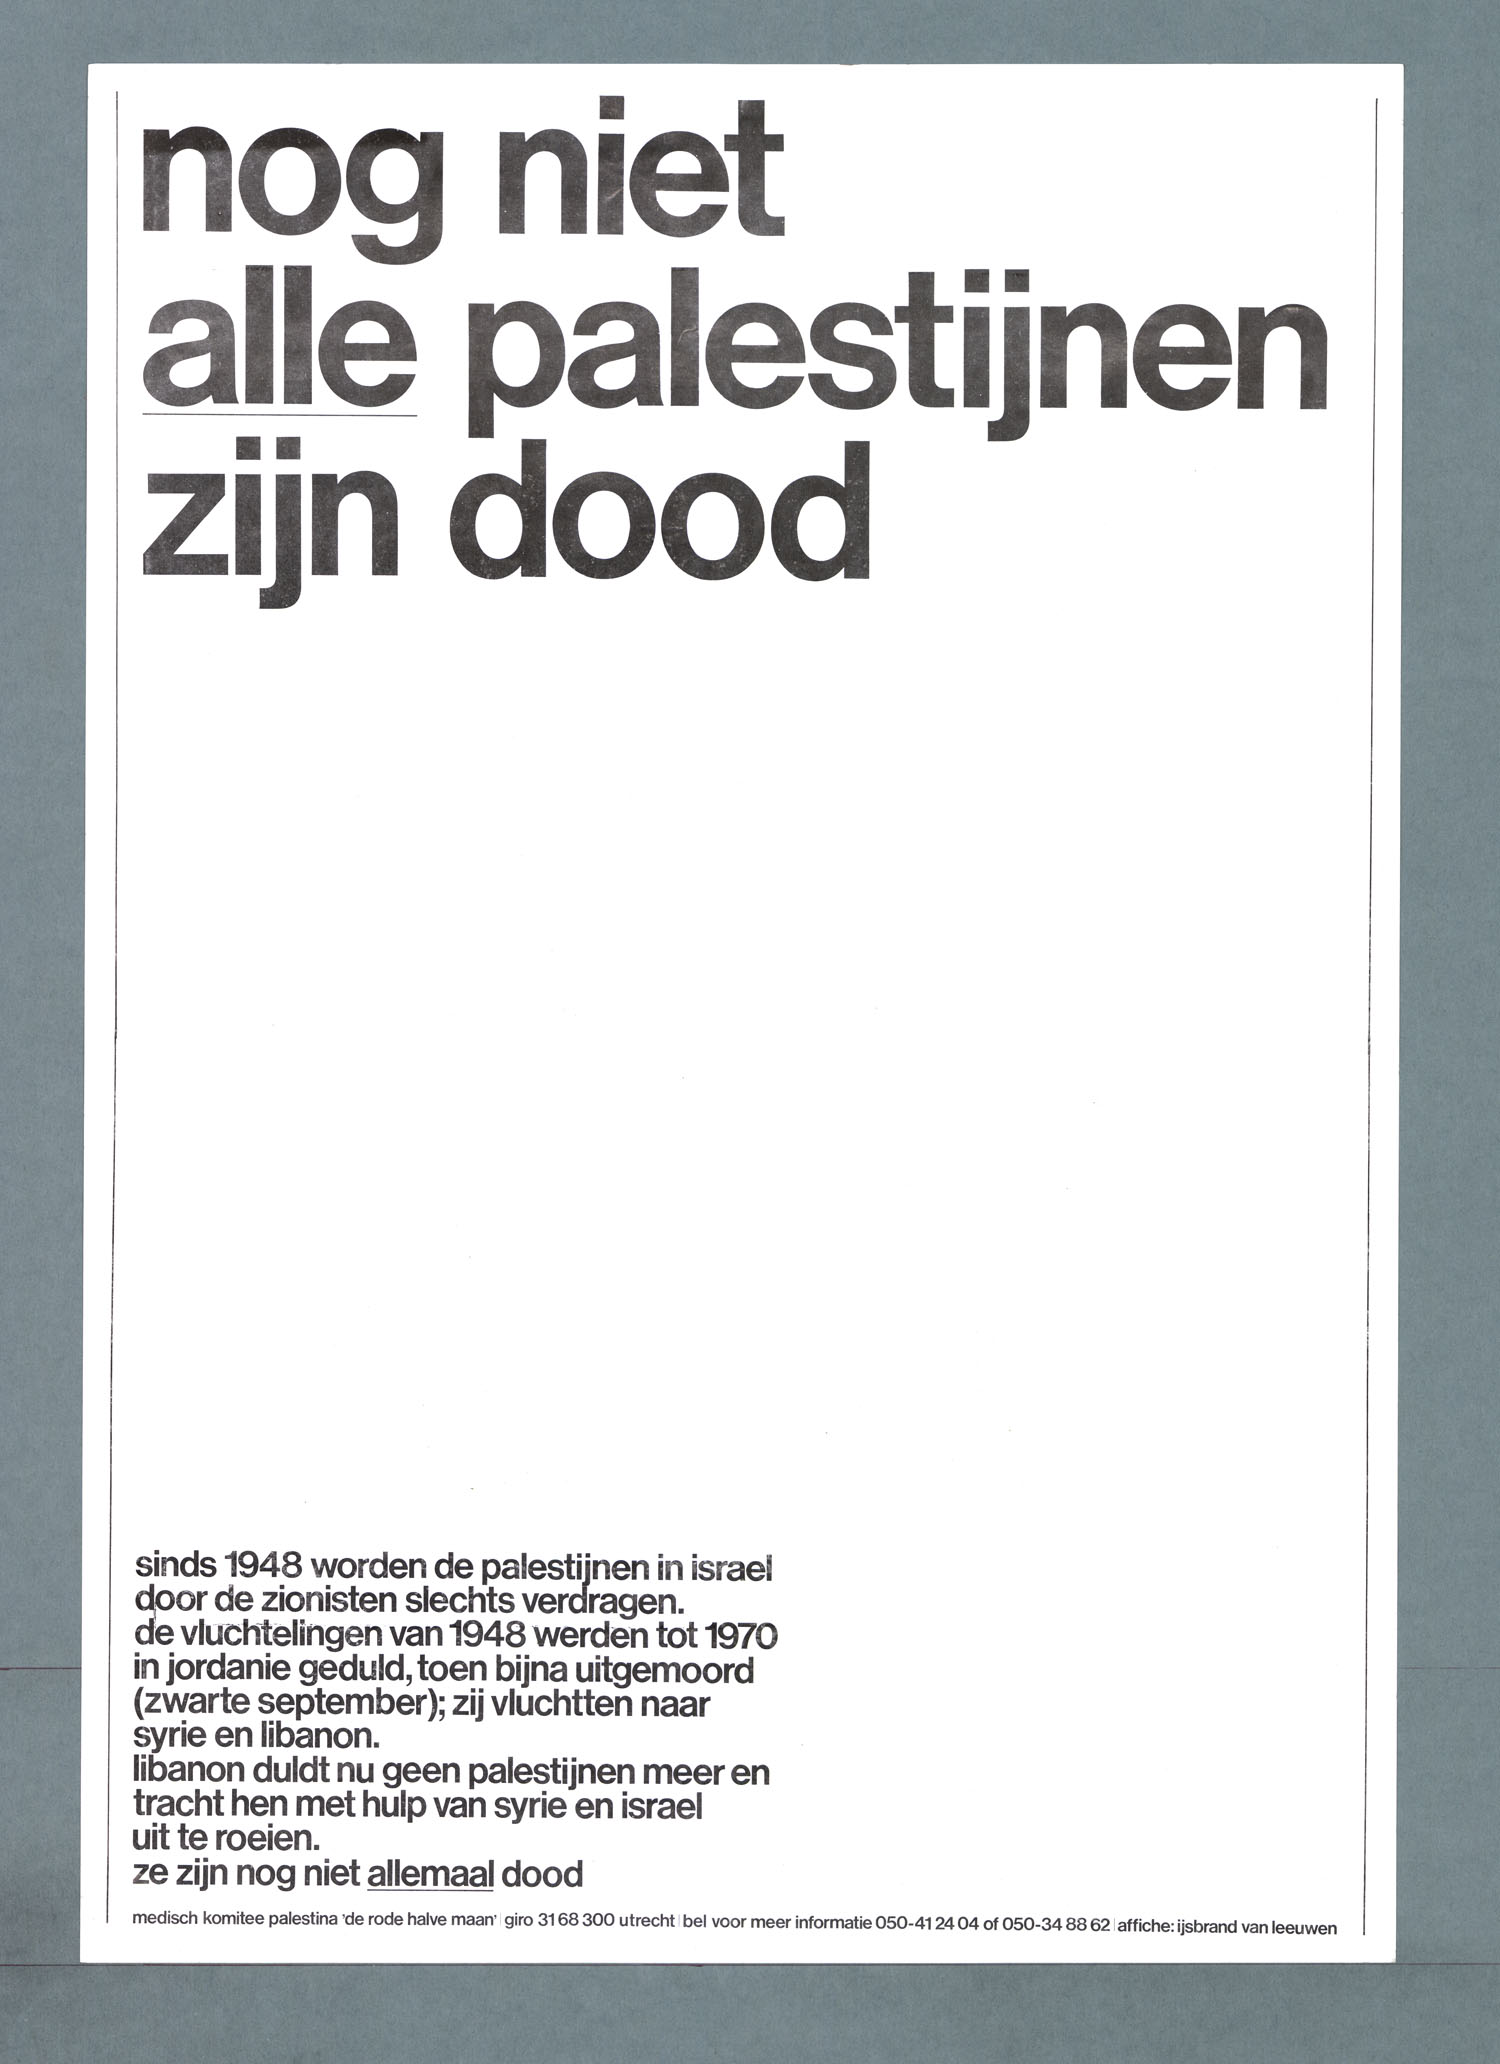 nog niet
alle palestijnen
zijn dood
sinds 1948 worden de palestijnen in israel
door de zionisten slechts verdragen.
de vluchtelingen van 1948 werden tot 1970
in jordanie geduld, toen bijna uitgemoord
(zwarte september); zij vluchtten naar
syrie en libanon.
libanon duldt nu geen palestijnen meer en
tracht hen met hulp van syrie en israel
uit te roeien.
ze zijn nog niet allemaal dood
medisch komitee palestina 'de rode halve maan' | giro 31 68 300 utrecht | bel voor meer informatie 050-41 24 04 of 050-34 88 62 | affiche: ijsbrand van leeuwen